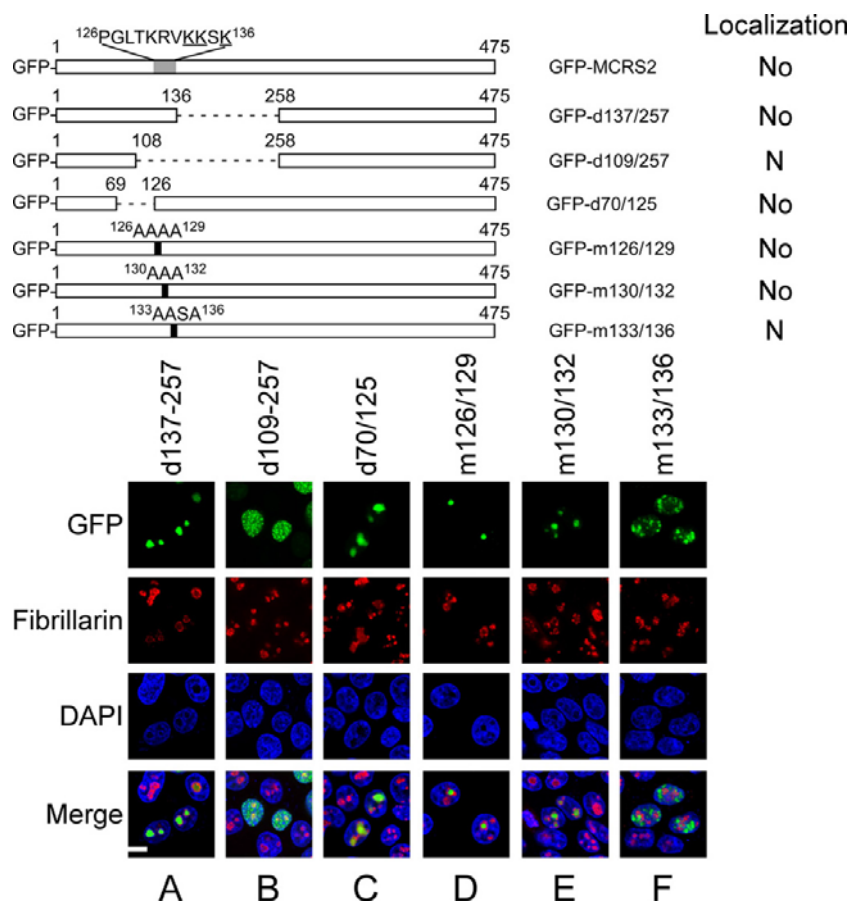 Localization
¹²⁶PGLTKRVKKSK¹³⁶
1 475
GFP- GFP-MCRS2 No
1 136 258 475
GFP- GFP-d137/257 No
1 108 258 475
GFP- GFP-d109/257 N
1 69 126 475
GFP- GFP-d70/125 No
¹²⁶AAAA¹²⁹
1 475
GFP- GFP-m126/129 No
¹³⁰AAA¹³²
1 475
GFP- GFP-m130/132 No
¹³³AASA¹³⁶
1 475
GFP- GFP-m133/136 N
d137-257 d109-257 d70/125 m126/129 m130/132 m133/136
GFP
Fibrillarin
DAPI
Merge
A B C D E F